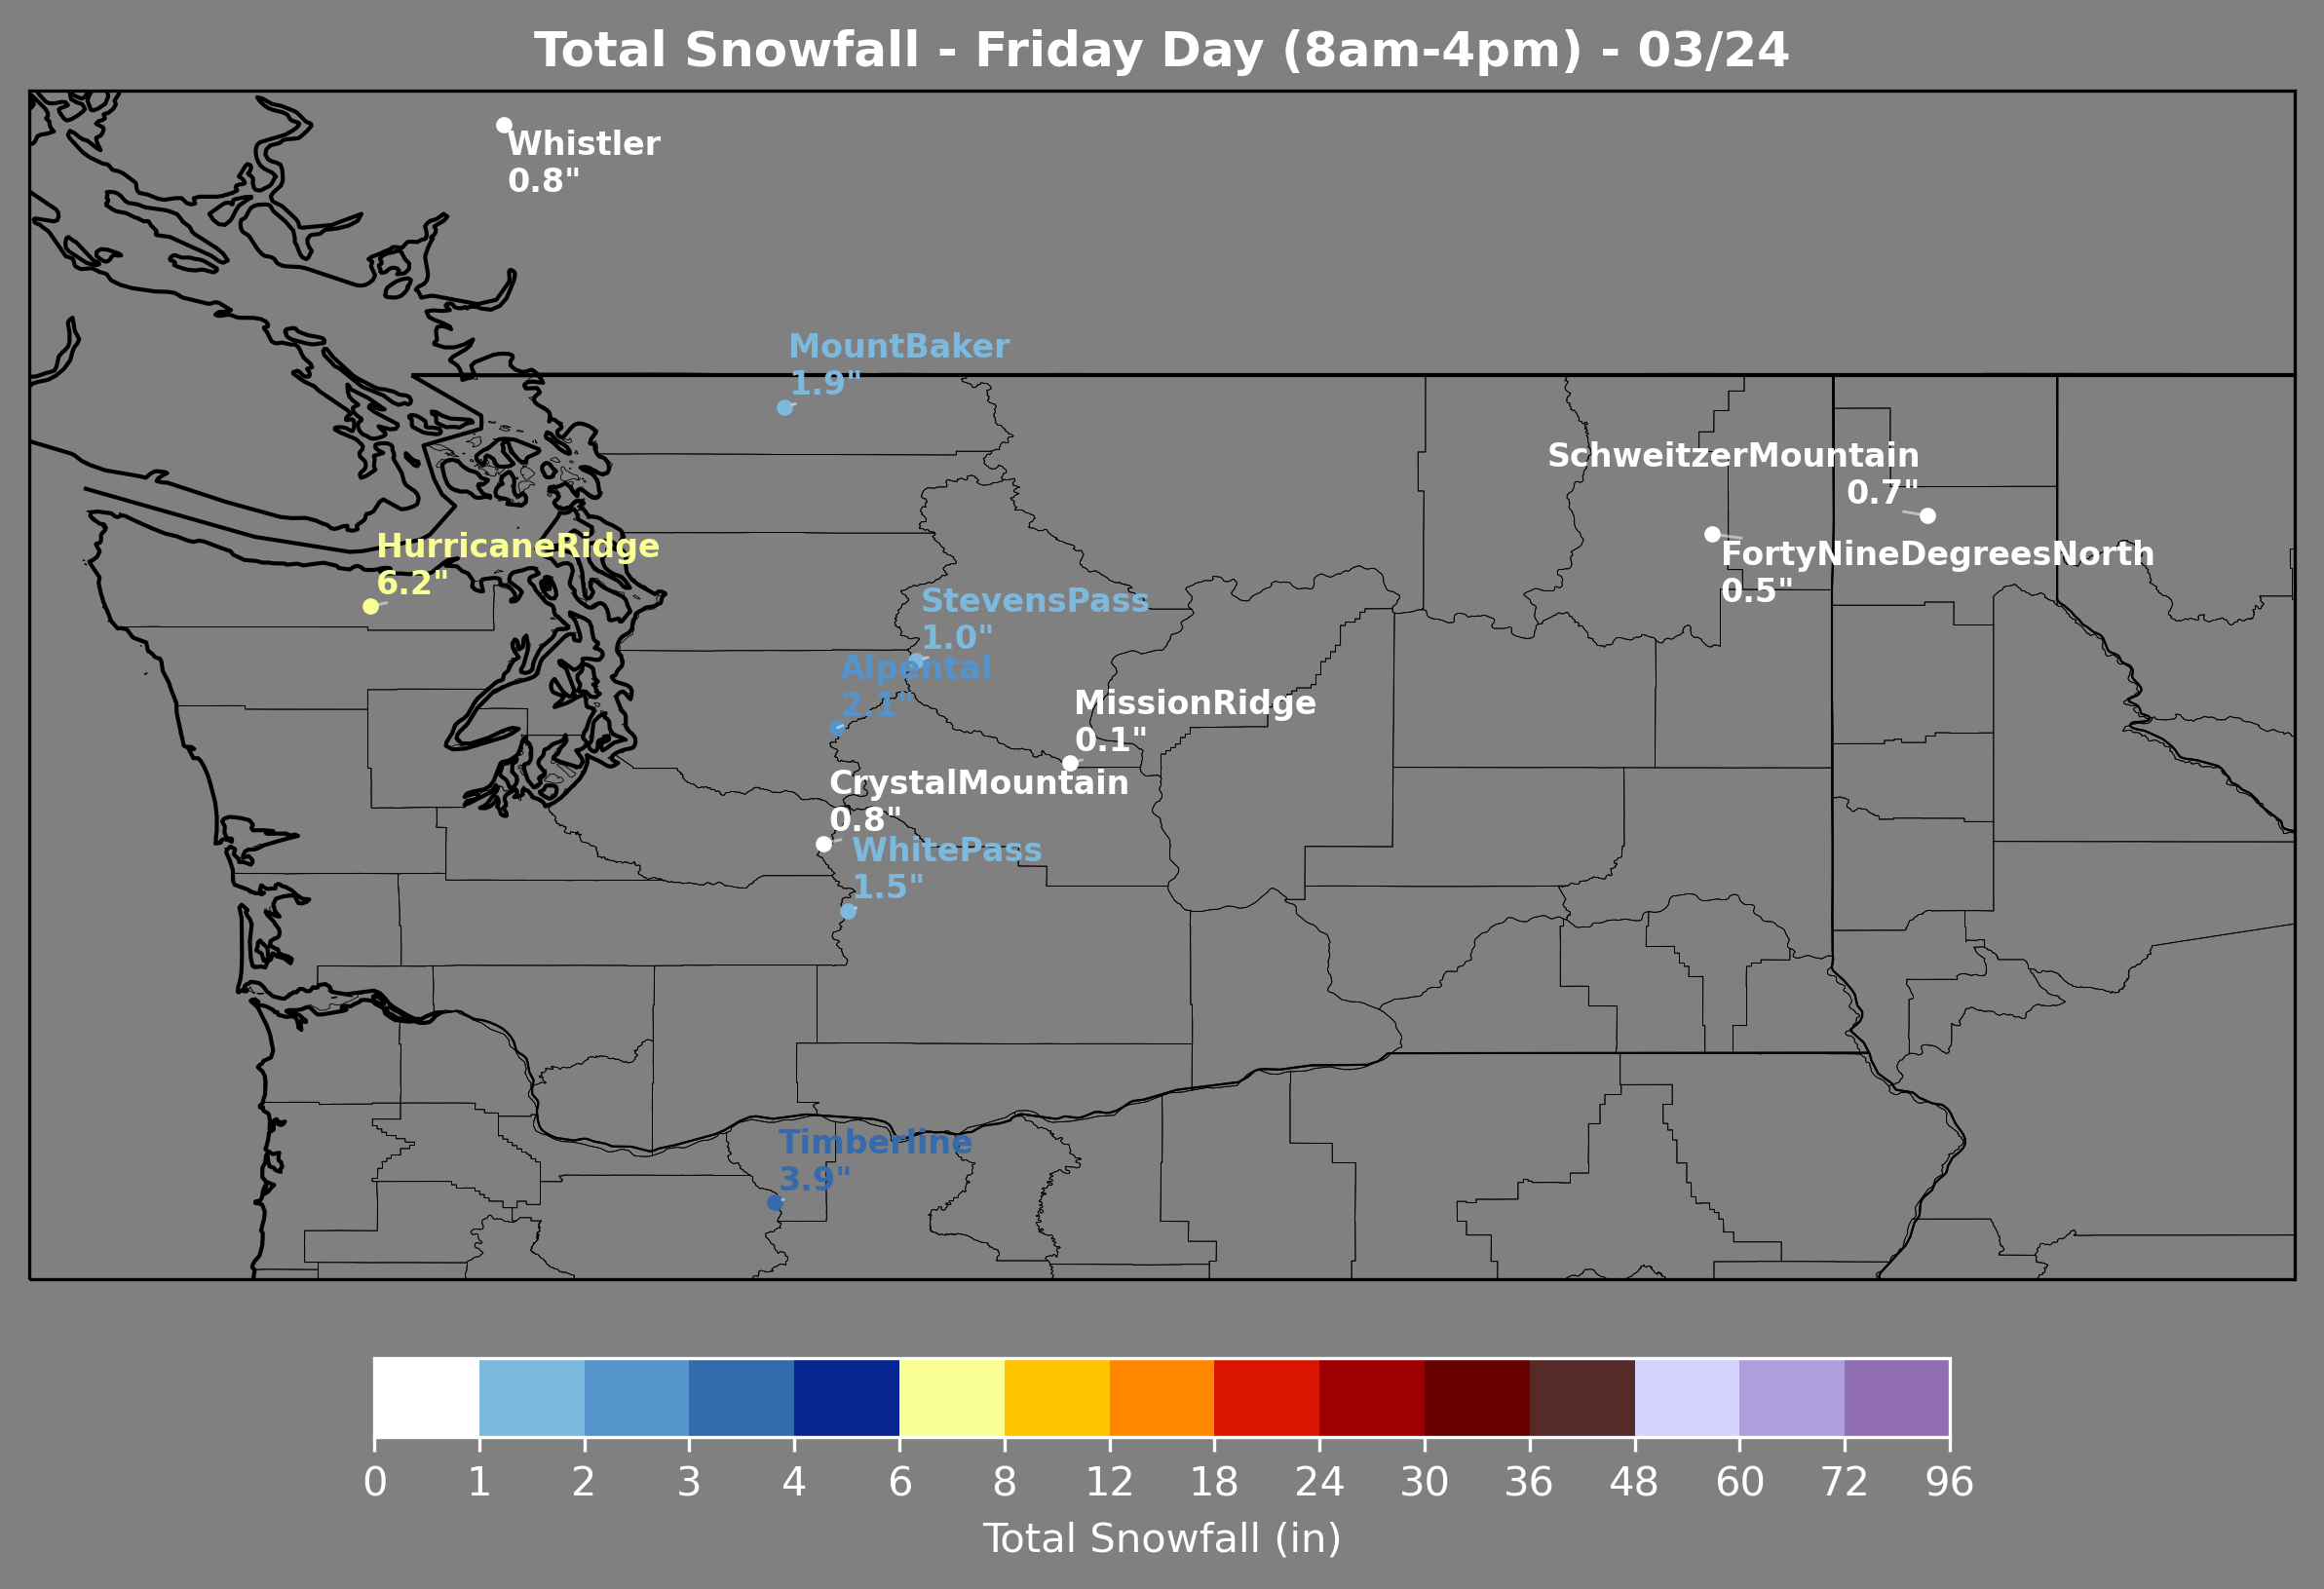 Total Snowfall - Friday Day (8am-4pm) - 03/24
Whistler
0.8"
MountBaker
1.9"
SchweitzerMountain
0.7"
HurricaneRidge
6.2"
FortyNineDegreesNorth
0.5"
StevensPass
1.0"
Alpental
2.1"
MissionRidge
0.1"
CrystalMountain
0.8"
WhitePass
1.5"
Timberline
3.9"
0 1 2 3 4 6 8 12 18 24 30 36 48 60 72 96
Total Snowfall (in)